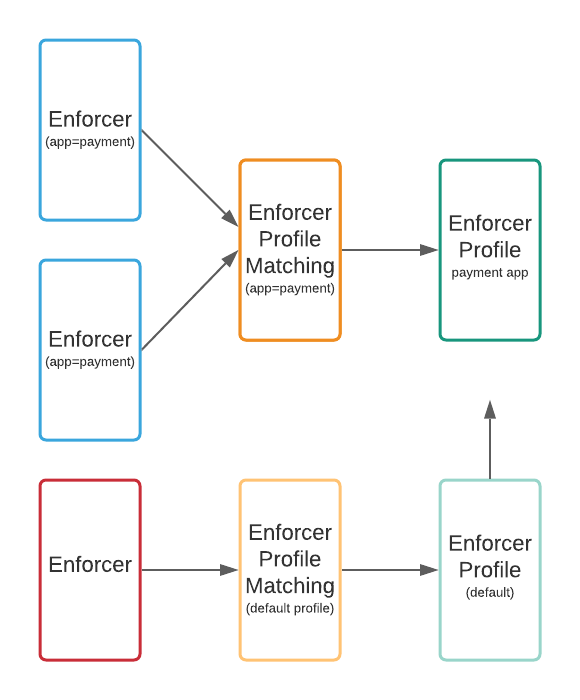 Enforcer
(app=payment)
Enforcer
Profile
Matching
(app=payment)
Enforcer
Profile
payment app
Enforcer
(app=payment)
Enforcer
Enforcer
Profile
Matching
(default profile)
Enforcer
Profile
(default)